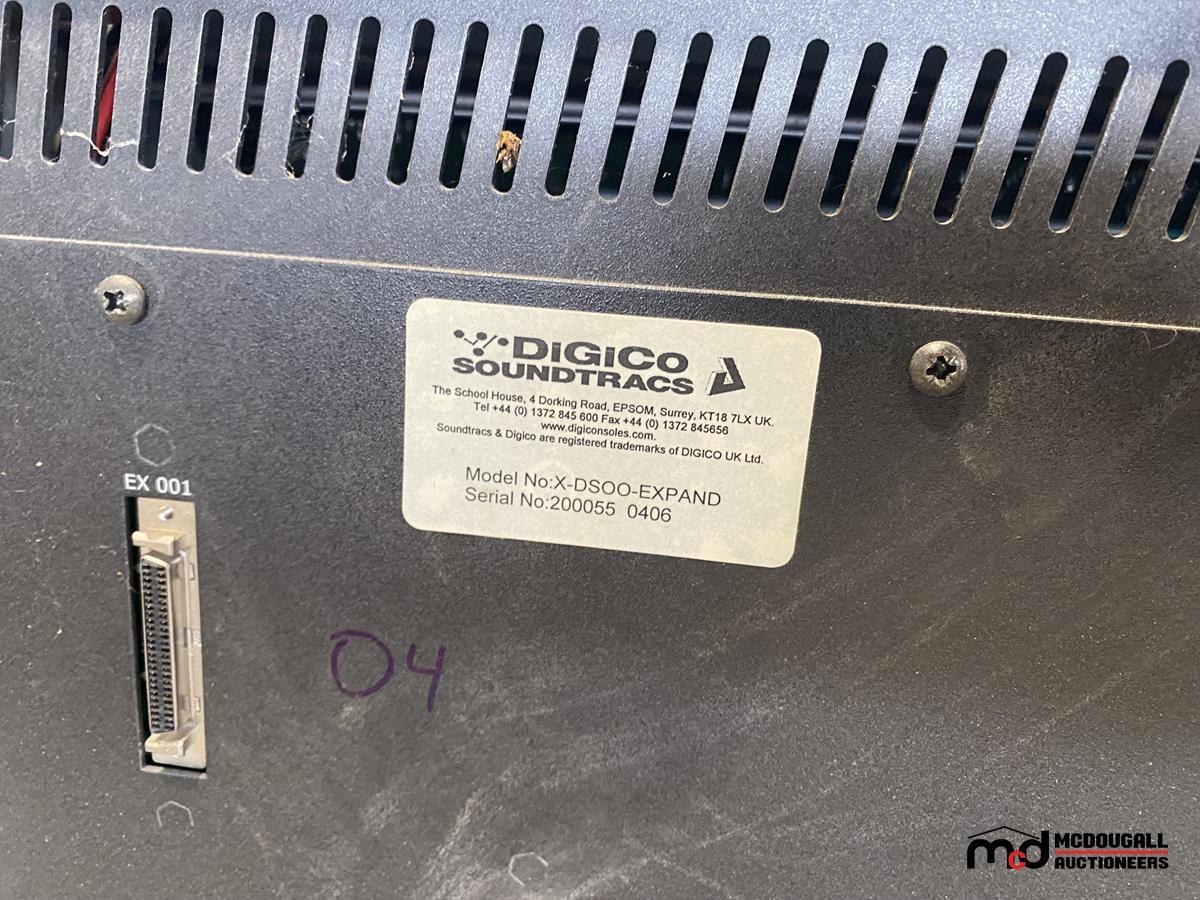 DiGiCo
SOUNDTRACS
The School House, 4 Dorking Road, EPSOM, Surrey, KT18 7LX UK.
Tel +44 (0) 1372 845 600 Fax +44 (0) 1372 845656
www.digiconsoles.com.
Soundtracs & Digico are registered trademarks of DIGICO UK Ltd.
Model No:X-DSOO-EXPAND
Serial No:200055 0406
EX 001
04
mcd MCDOUGALL
AUCTIONEERS